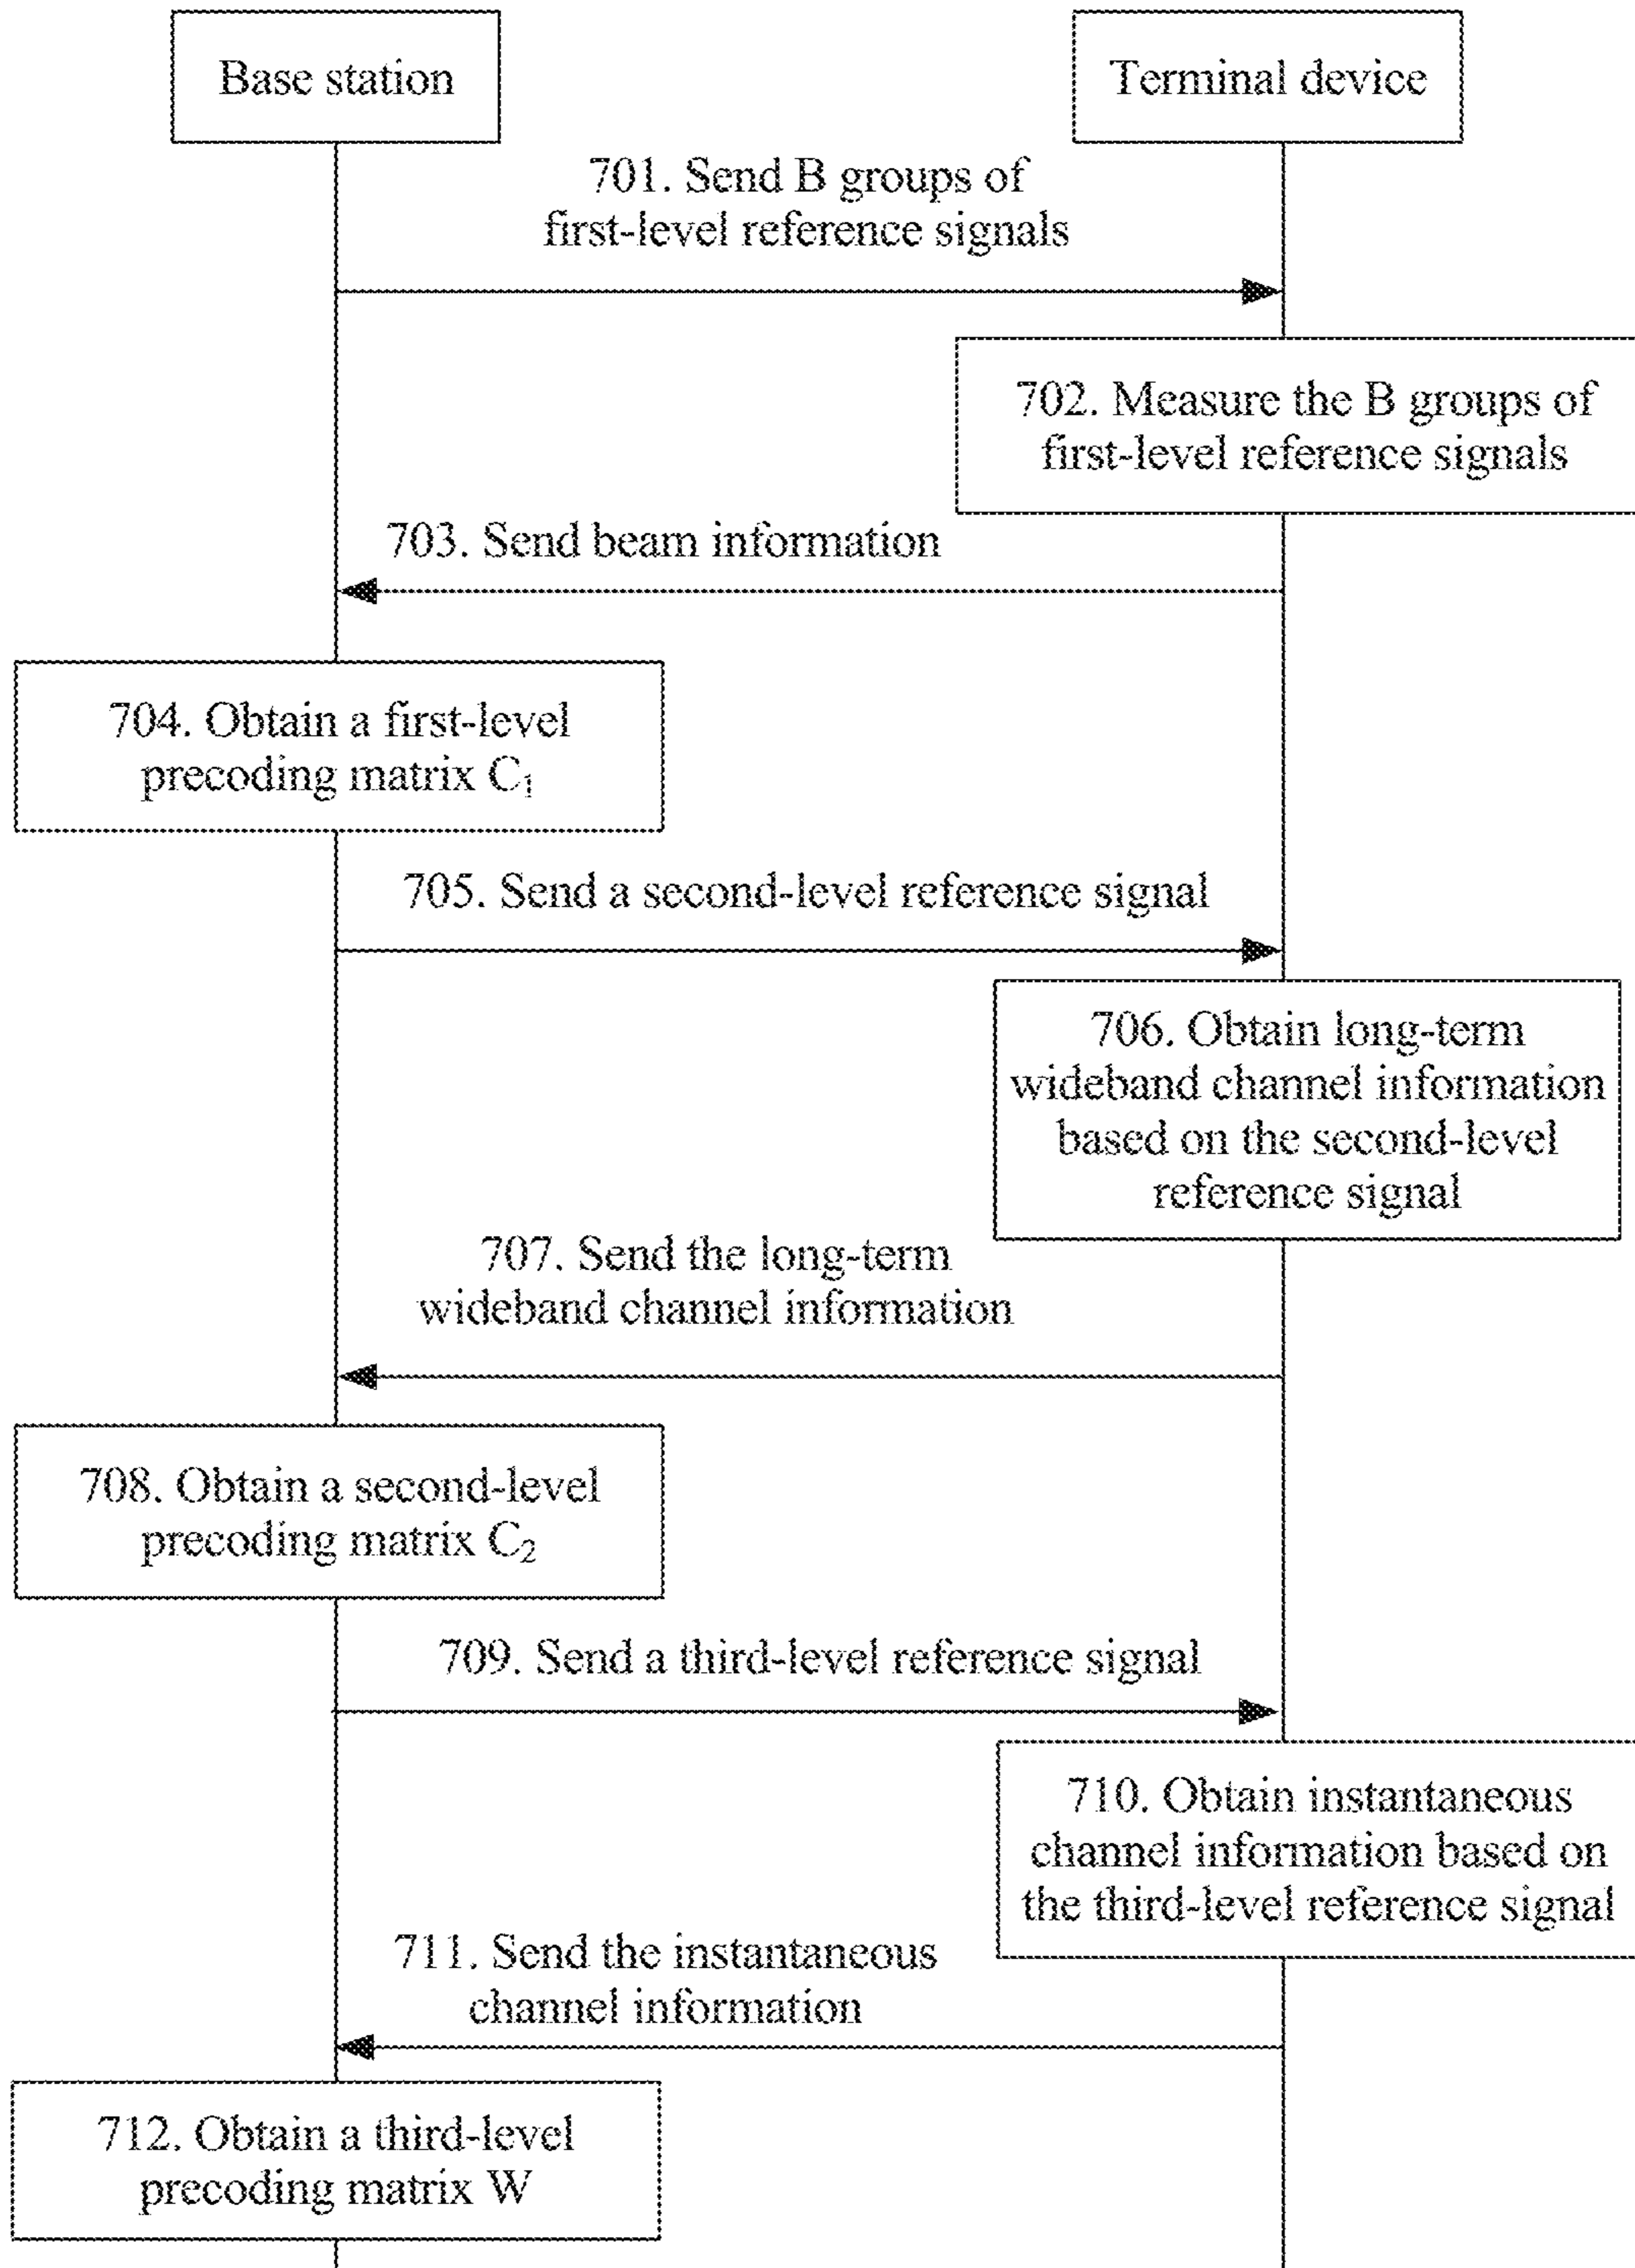 Base station
Terminal device
701. Send B groups of
first-level reference signals
702. Measure the B groups of
first-level reference signals
703. Send beam information
704. Obtain a first-level
precoding matrix C₁
705. Send a second-level reference signal
706. Obtain long-term
wideband channel information
based on the second-level
reference signal
707. Send the long-term
wideband channel information
708. Obtain a second-level
precoding matrix C₂
709. Send a third-level reference signal
710. Obtain instantaneous
channel information based on
the third-level reference signal
711. Send the instantaneous
channel information
712. Obtain a third-level
precoding matrix W